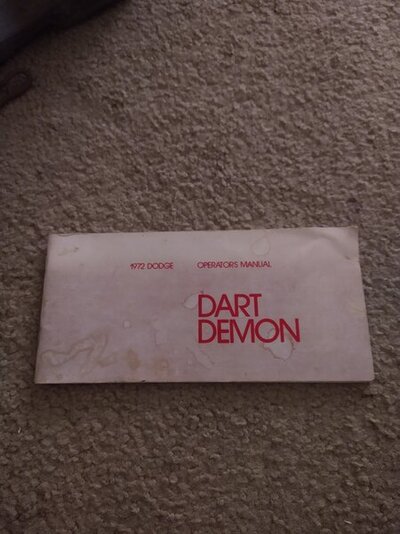 1972 DODGE OPERATORS MANUAL
DART
DEMON